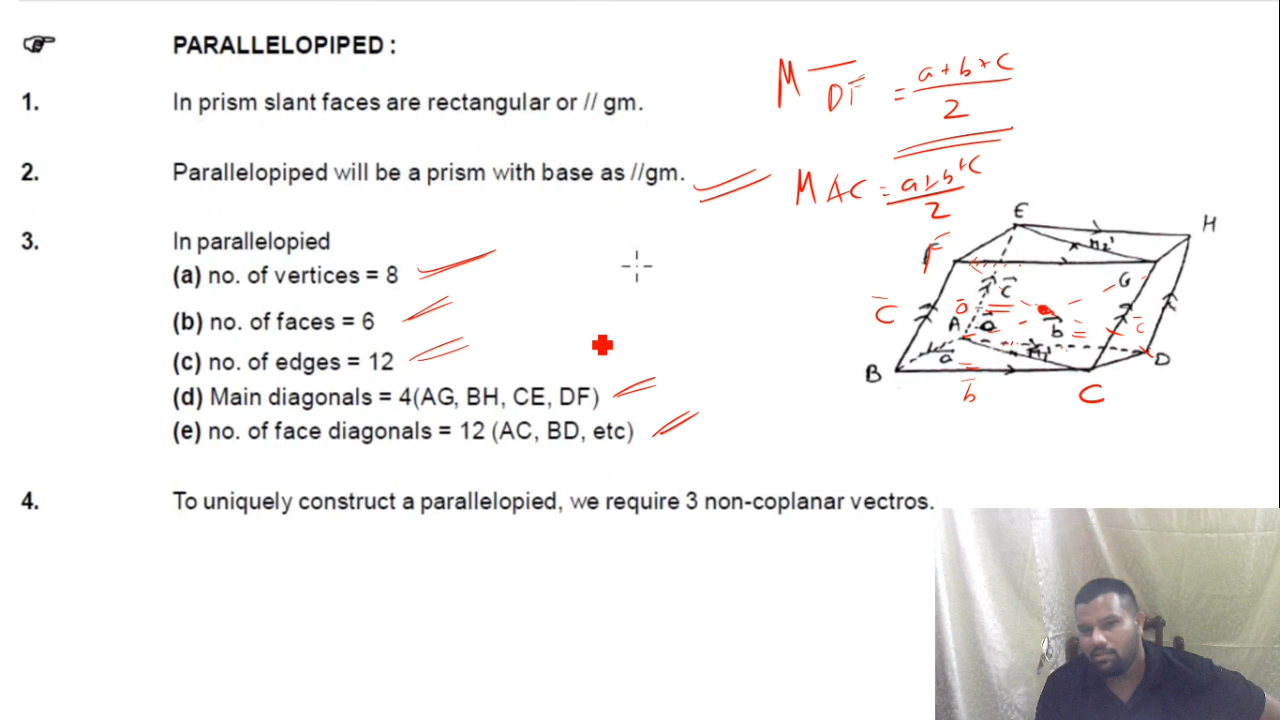 PARALLELOPIPED :
1. In prism slant faces are rectangular or // gm.
2. Parallelopiped will be a prism with base as //gm.
3. In parallelopied
(a) no. of vertices = 8
(b) no. of faces = 6
(c) no. of edges = 12
(d) Main diagonals = 4(AG, BH, CE, DF)
(e) no. of face diagonals = 12 (AC, BD, etc)
4. To uniquely construct a parallelopied, we require 3 non-coplanar vectros.
M DF = a+b+c
2
M AC = a+b+c
2
E
H
F
G
c
c
A
b
c
a
B
D
b
C